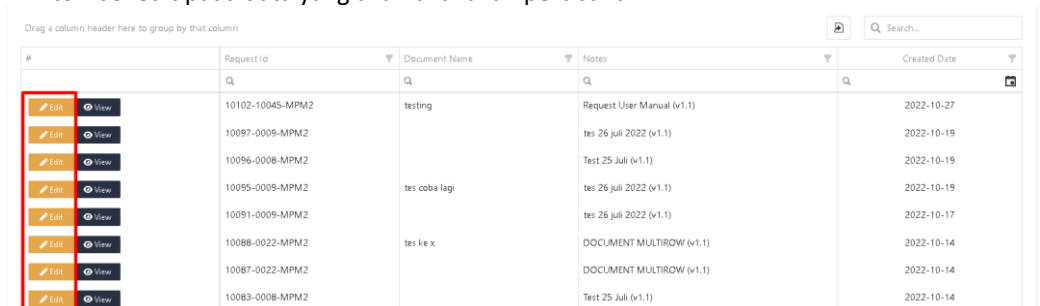 Drag a column header here to group by that column Search...
# Request Id Document Name Notes Created Date
Edit View 10102-10045-MPM2 testing Request User Manual (v1.1) 2022-10-27
Edit View 10097-0009-MPM2 tes 26 juli 2022 (v1.1) 2022-10-19
Edit View 10096-0008-MPM2 Test 25 Juli (v1.1) 2022-10-19
Edit View 10095-0009-MPM2 tes coba lagi tes 26 juli 2022 (v1.1) 2022-10-19
Edit View 10091-0009-MPM2 tes 26 juli 2022 (v1.1) 2022-10-17
Edit View 10088-0022-MPM2 tes ke x DOCUMENT MULTIROW (v1.1) 2022-10-14
Edit View 10087-0022-MPM2 DOCUMENT MULTIROW (v1.1) 2022-10-14
Edit View 10083-0008-MPM2 Test 25 Juli (v1.1) 2022-10-14